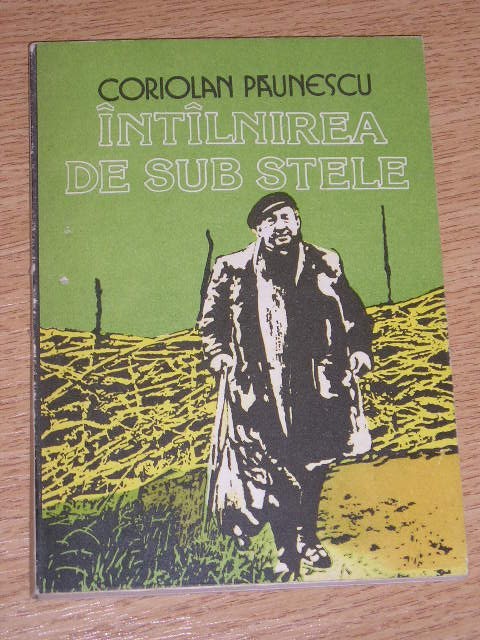 CORIOLAN PĂUNESCU
ÎNTÎLNIREA
DE SUB STELE